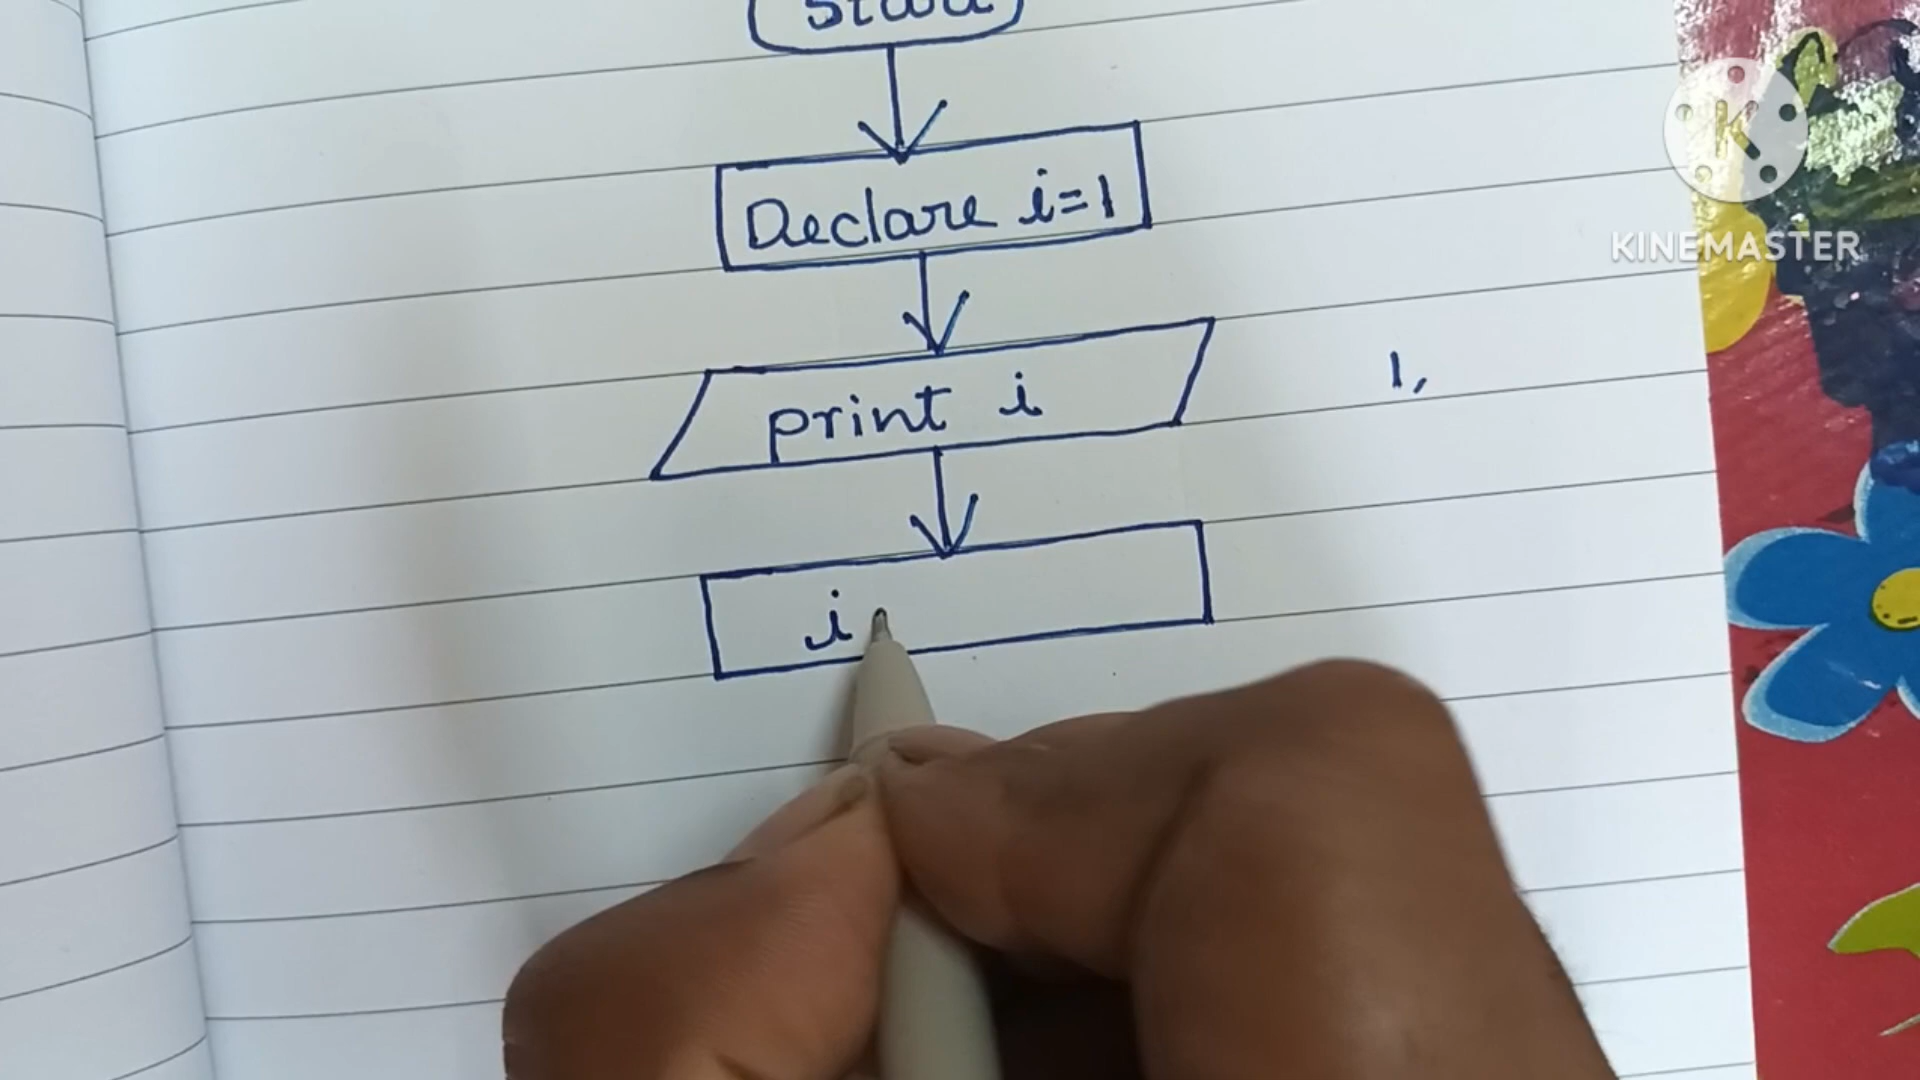 Declare i=1
print i
1,
i
KINEMASTER